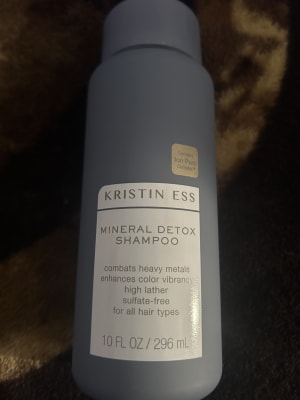 KRISTIN ESS
MINERAL DETOX
SHAMPOO
combats heavy metals
enhances color vibrancy
high lather
sulfate-free
for all hair types
10 FL. OZ / 296 mL